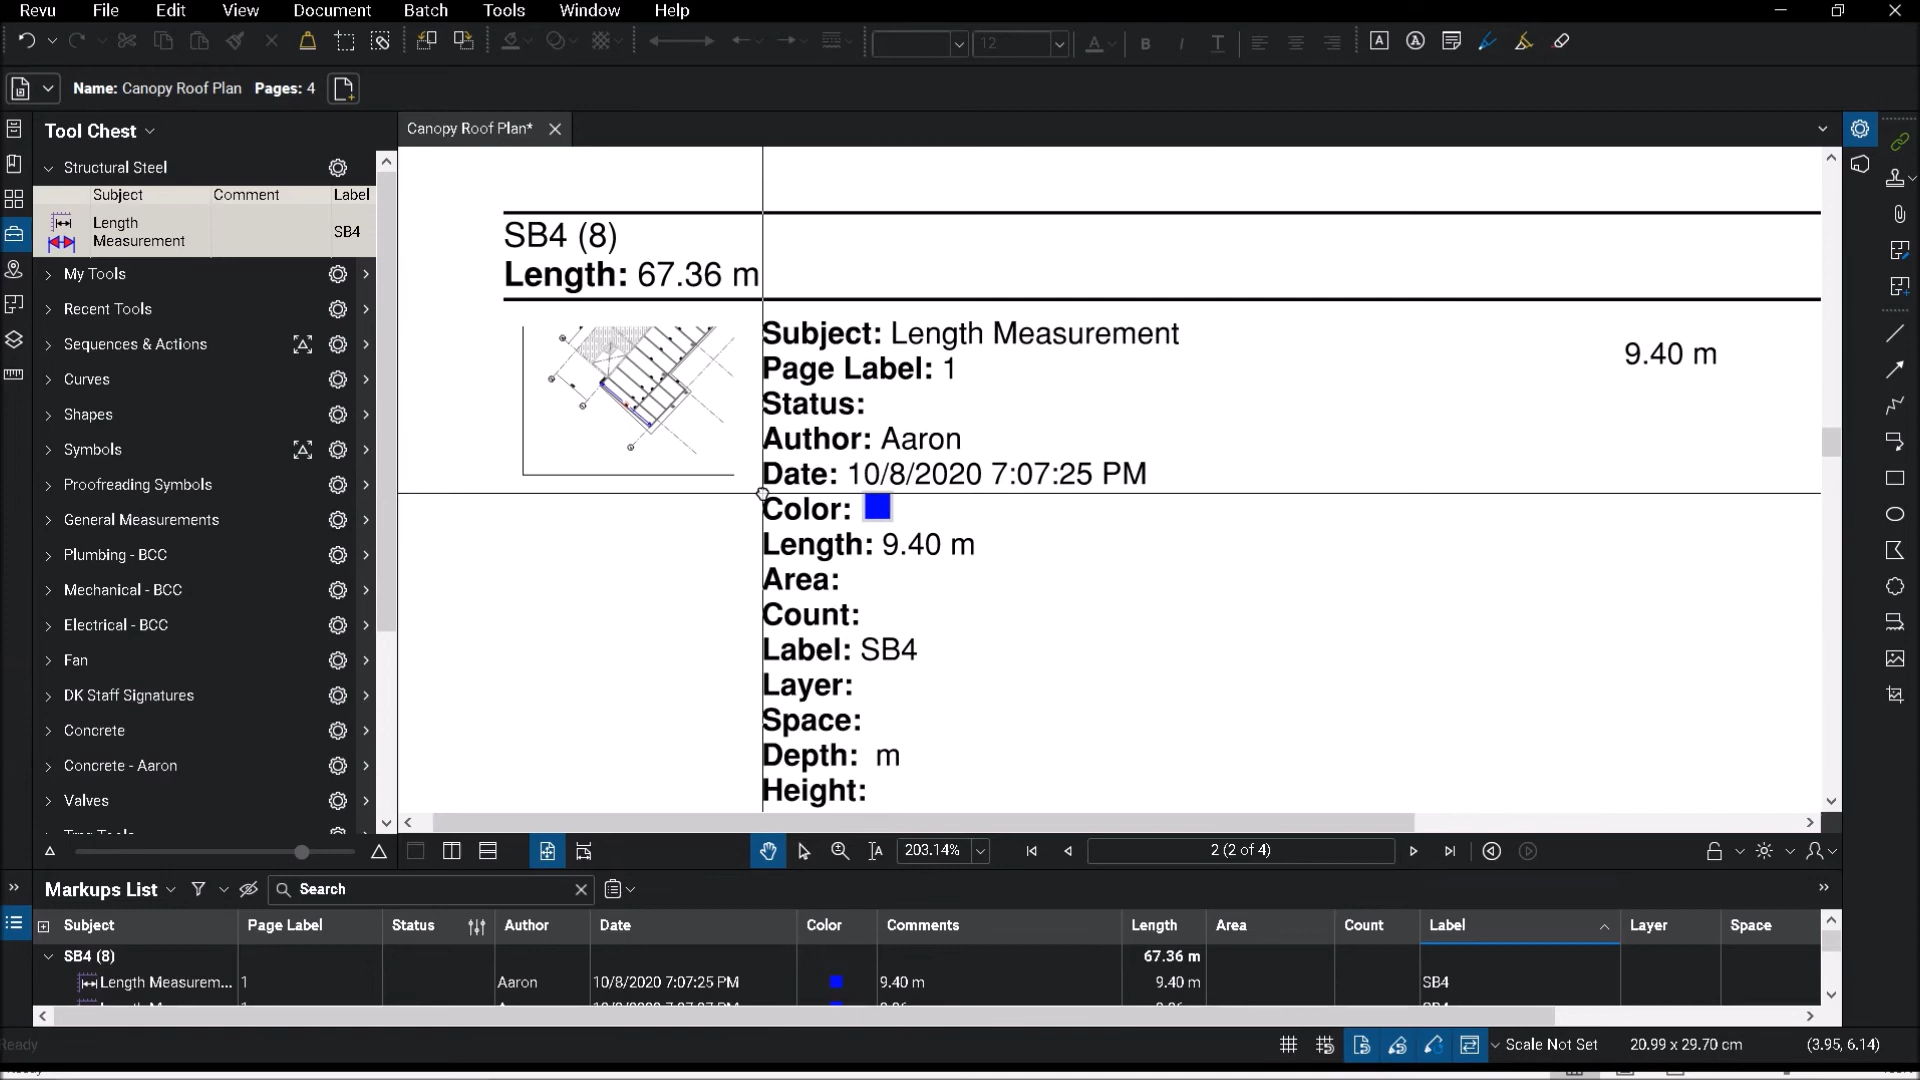 Revu File Edit View Document Batch Tools Window Help
12
Name: Canopy Roof Plan Pages: 4
Tool Chest
Structural Steel
Subject Comment Label
Length Measurement SB4
My Tools
Recent Tools
Sequences & Actions
Curves
Shapes
Symbols
Proofreading Symbols
General Measurements
Plumbing - BCC
Mechanical - BCC
Electrical - BCC
Fan
DK Staff Signatures
Concrete
Concrete - Aaron
Valves
Canopy Roof Plan*
SB4 (8)
Length: 67.36 m
Subject: Length Measurement
9.40 m
Page Label: 1
Status:
Author: Aaron
Date: 10/8/2020 7:07:25 PM
Color:
Length: 9.40 m
Area:
Count:
Label: SB4
Layer:
Space:
Depth: m
Height:
203.14% 2 (2 of 4)
Markups List Search
Subject Page Label Status Author Date Color Comments Length Area Count Label Layer Space
SB4 (8) 67.36 m
Length Measurem... 1 Aaron 10/8/2020 7:07:25 PM 9.40 m 9.40 m SB4
Ready Scale Not Set 20.99 x 29.70 cm (3.95, 6.14)